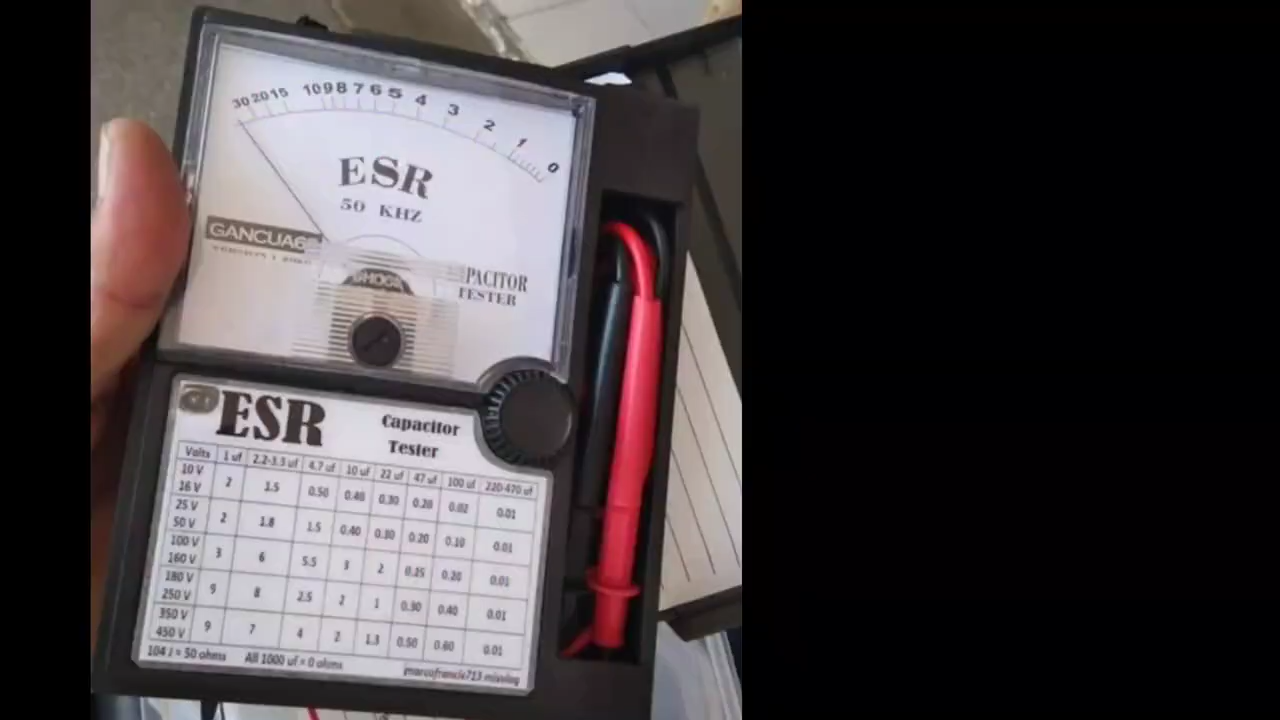 30 20 15 10 9 8 7 6 5 4 3 2 1 0
ESR
50 KHZ
GANCUA6
PACITOR
TESTER
ESR
Capacitor
Tester
Volts 1 uf 2.2-3.3 uf 4.7 uf 10 uf 22 uf 47 uf 100 uf 220-470 uf
10 V
16 V
2 1.5 0.50 0.40 0.30 0.20 0.02 0.01
25 V
50 V
2 1.8 1.5 0.40 0.30 0.20 0.10 0.01
100 V
160 V
3 6 5.5 3 2 0.25 0.20 0.01
180 V
250 V
9 8 2.5 2 1 0.30 0.40 0.01
350 V
450 V
9 7 4 2 1.3 0.50 0.60 0.01
104 J = 50 ohms All 1000 uf = 0 ohms